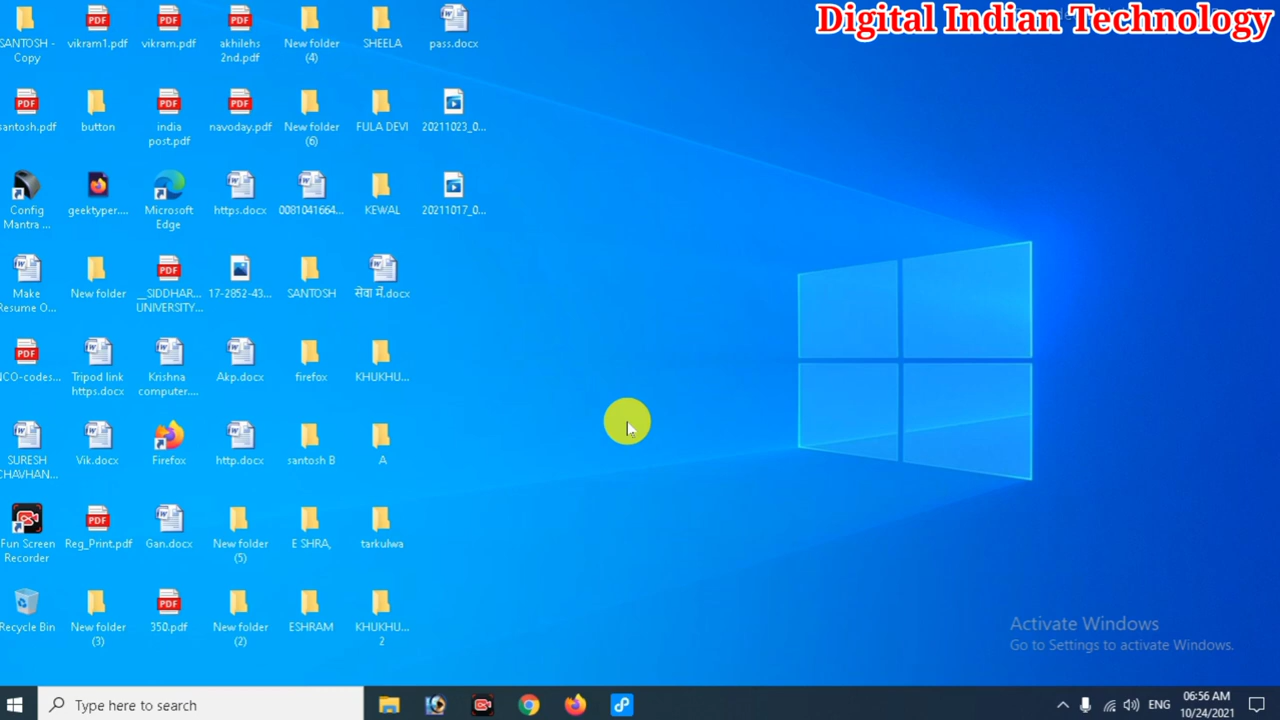 Digital Indian Technology
SANTOSH -
Copy
vikram1.pdf
vikram.pdf
akhilehs
2nd.pdf
New folder
(4)
SHEELA
pass.docx
santosh.pdf
button
india
post.pdf
navoday.pdf
New folder
(6)
FULA DEVI
20211023_0...
Config
Mantra ...
geektyper....
Microsoft
Edge
https.docx
0081041664...
KEWAL
20211017_0...
Make
Resume O...
New folder
__SIDDHAR...
UNIVERSITY...
17-2852-43...
SANTOSH
सेवा में.docx
NCO-codes...
Tripod link
https.docx
Krishna
computer....
Akp.docx
firefox
KHUKHU...
SURESH
CHAVHAN...
Vik.docx
Firefox
http.docx
santosh B
A
Fun Screen
Recorder
Reg_Print.pdf
Gan.docx
New folder
(5)
E SHRA,
tarkulwa
Recycle Bin
New folder
(3)
350.pdf
New folder
(2)
ESHRAM
KHUKHU...
2
Activate Windows
Go to Settings to activate Windows.
Type here to search
ENG
06:56 AM
10/24/2021